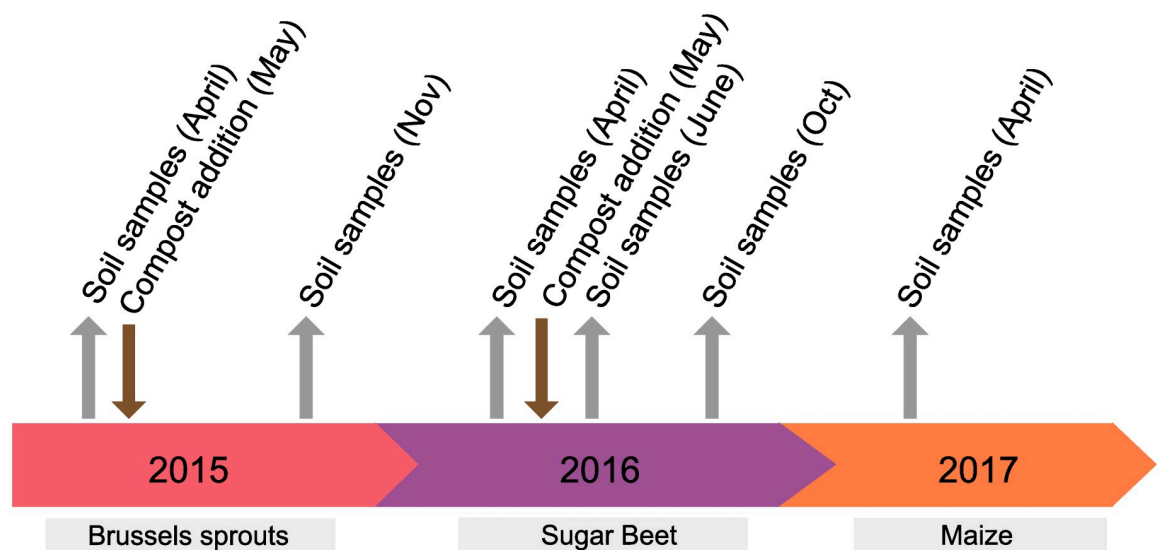 Soil samples (April)
Compost addition (May)
Soil samples (Nov)
Soil samples (April)
Compost addition (May)
Soil samples (June)
Soil samples (Oct)
Soil samples (April)
2015
2016
2017
Brussels sprouts
Sugar Beet
Maize